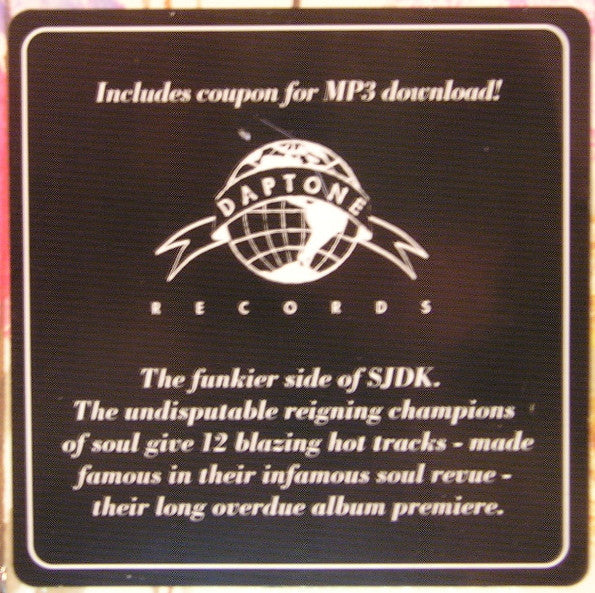 Includes coupon for MP3 download!
DAPTONE
RECORDS
The funkier side of SJDK.
The undisputable reigning champions
of soul give 12 blazing hot tracks - made
famous in their infamous soul revue -
their long overdue album premiere.